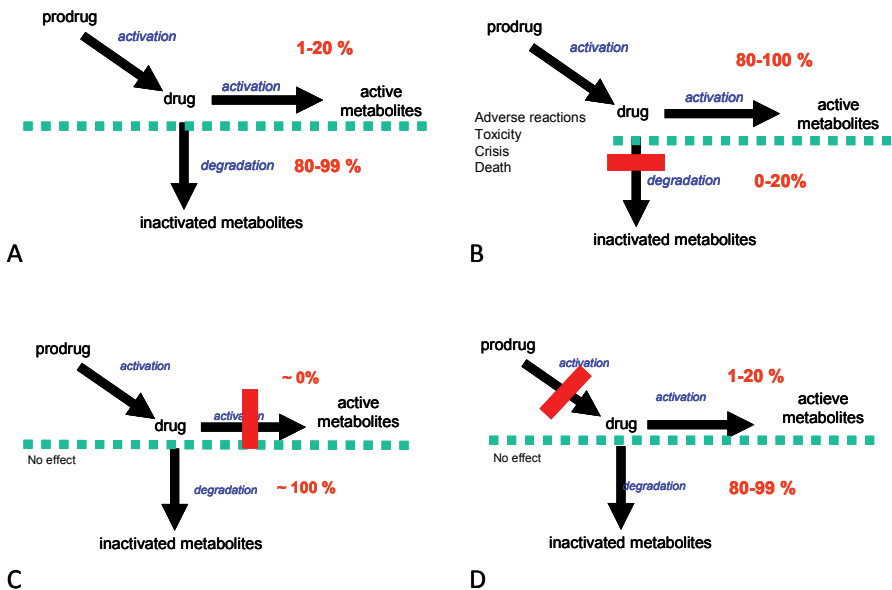 prodrug
activation
1-20 %
drug
activation
active
metabolites
degradation
80-99 %
inactivated metabolites
A
prodrug
activation
80-100 %
drug
activation
active
metabolites
Adverse reactions
Toxicity
Crisis
Death
degradation
0-20%
inactivated metabolites
B
prodrug
activation
~ 0%
drug
activation
active
metabolites
No effect
degradation
~ 100 %
inactivated metabolites
C
prodrug
activation
1-20 %
drug
activation
actieve
metabolites
No effect
degradation
80-99 %
inactivated metabolites
D